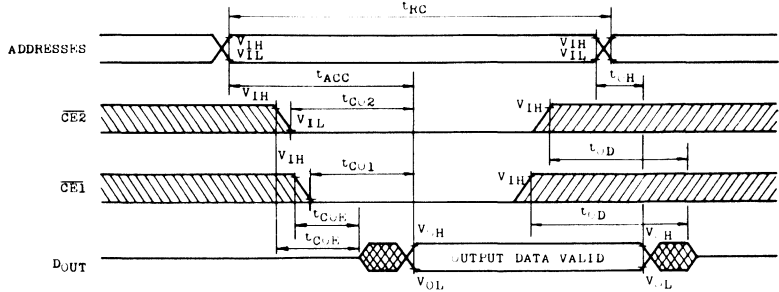 tRC
ADDRESSES
VIH
VIL
VIH
VIL
tACC
tOH
VIH
tCO2
VIH
CE2
VIL
tOD
VIH
tCO1
VIH
CE1
tCOE
tOD
tCOE
VOH
VOH
DOUT
OUTPUT DATA VALID
VOL
VOL